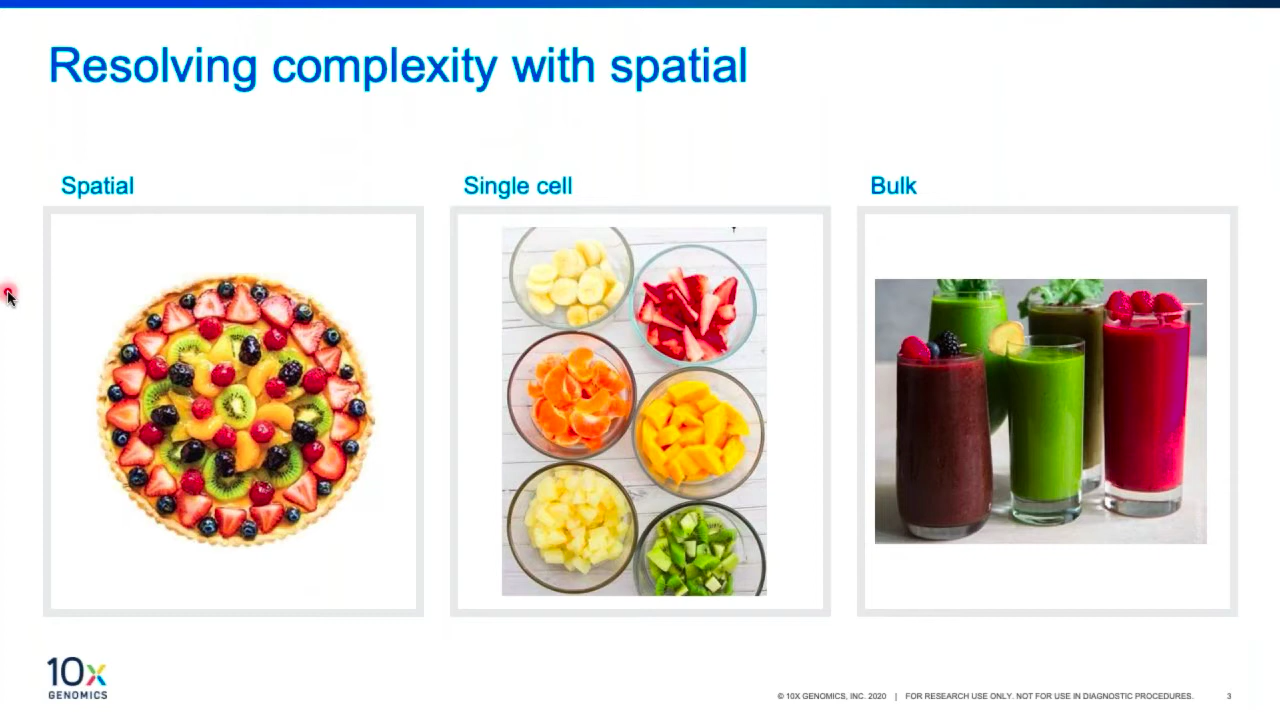 Resolving complexity with spatial
Spatial
Single cell
Bulk
10x
GENOMICS
© 10X GENOMICS, INC. 2020 | FOR RESEARCH USE ONLY. NOT FOR USE IN DIAGNOSTIC PROCEDURES. 3